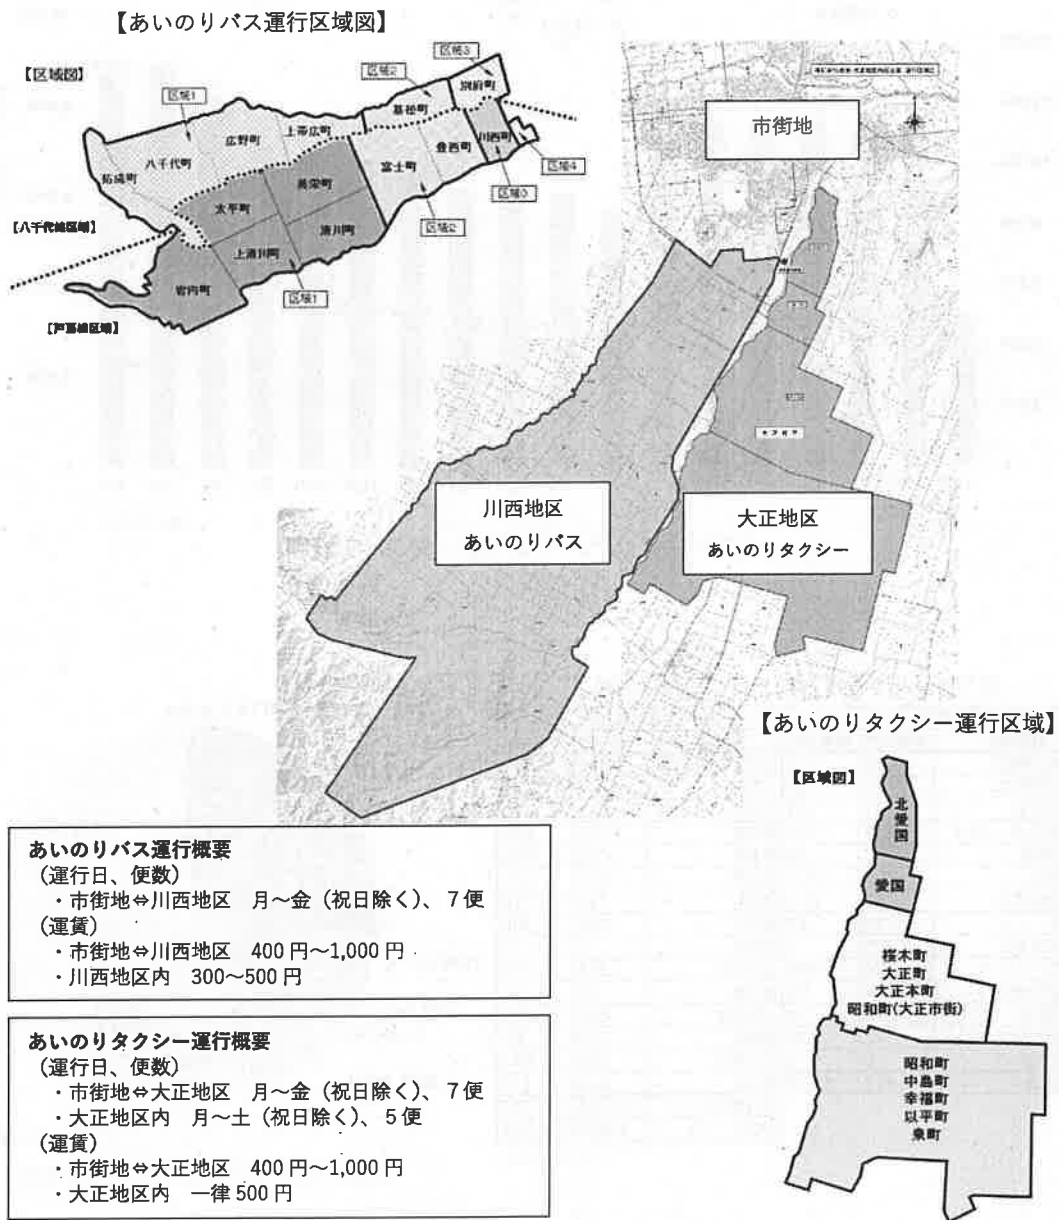 【あいのりバス運行区域図】
【区域図】
区域3
区域2
別府町
区域1
基松町
上帯広町
広野町
川西町
豊西町
区域4
八千代町
富士町
拓成町
美栄町
区域3
太平町
【八千代線区域】
清川町
区域2
上清川町
岩内町
区域1
【戸蔦線区域】
市街地
川西地区
あいのりバス
大正地区
あいのりタクシー
【あいのりタクシー運行区域】
【区域図】
北愛国
愛国
桜木町
大正町
大正本町
昭和町(大正市街)
昭和町
中島町
幸福町
以平町
泉町
あいのりバス運行概要
(運行日、便数)
・市街地⇔川西地区 月～金（祝日除く）、７便
(運賃)
・市街地⇔川西地区 400円～1,000円
・川西地区内 300～500円
あいのりタクシー運行概要
(運行日、便数)
・市街地⇔大正地区 月～金（祝日除く）、７便
・大正地区内 月～土（祝日除く）、５便
(運賃)
・市街地⇔大正地区 400円～1,000円
・大正地区内 一律500円